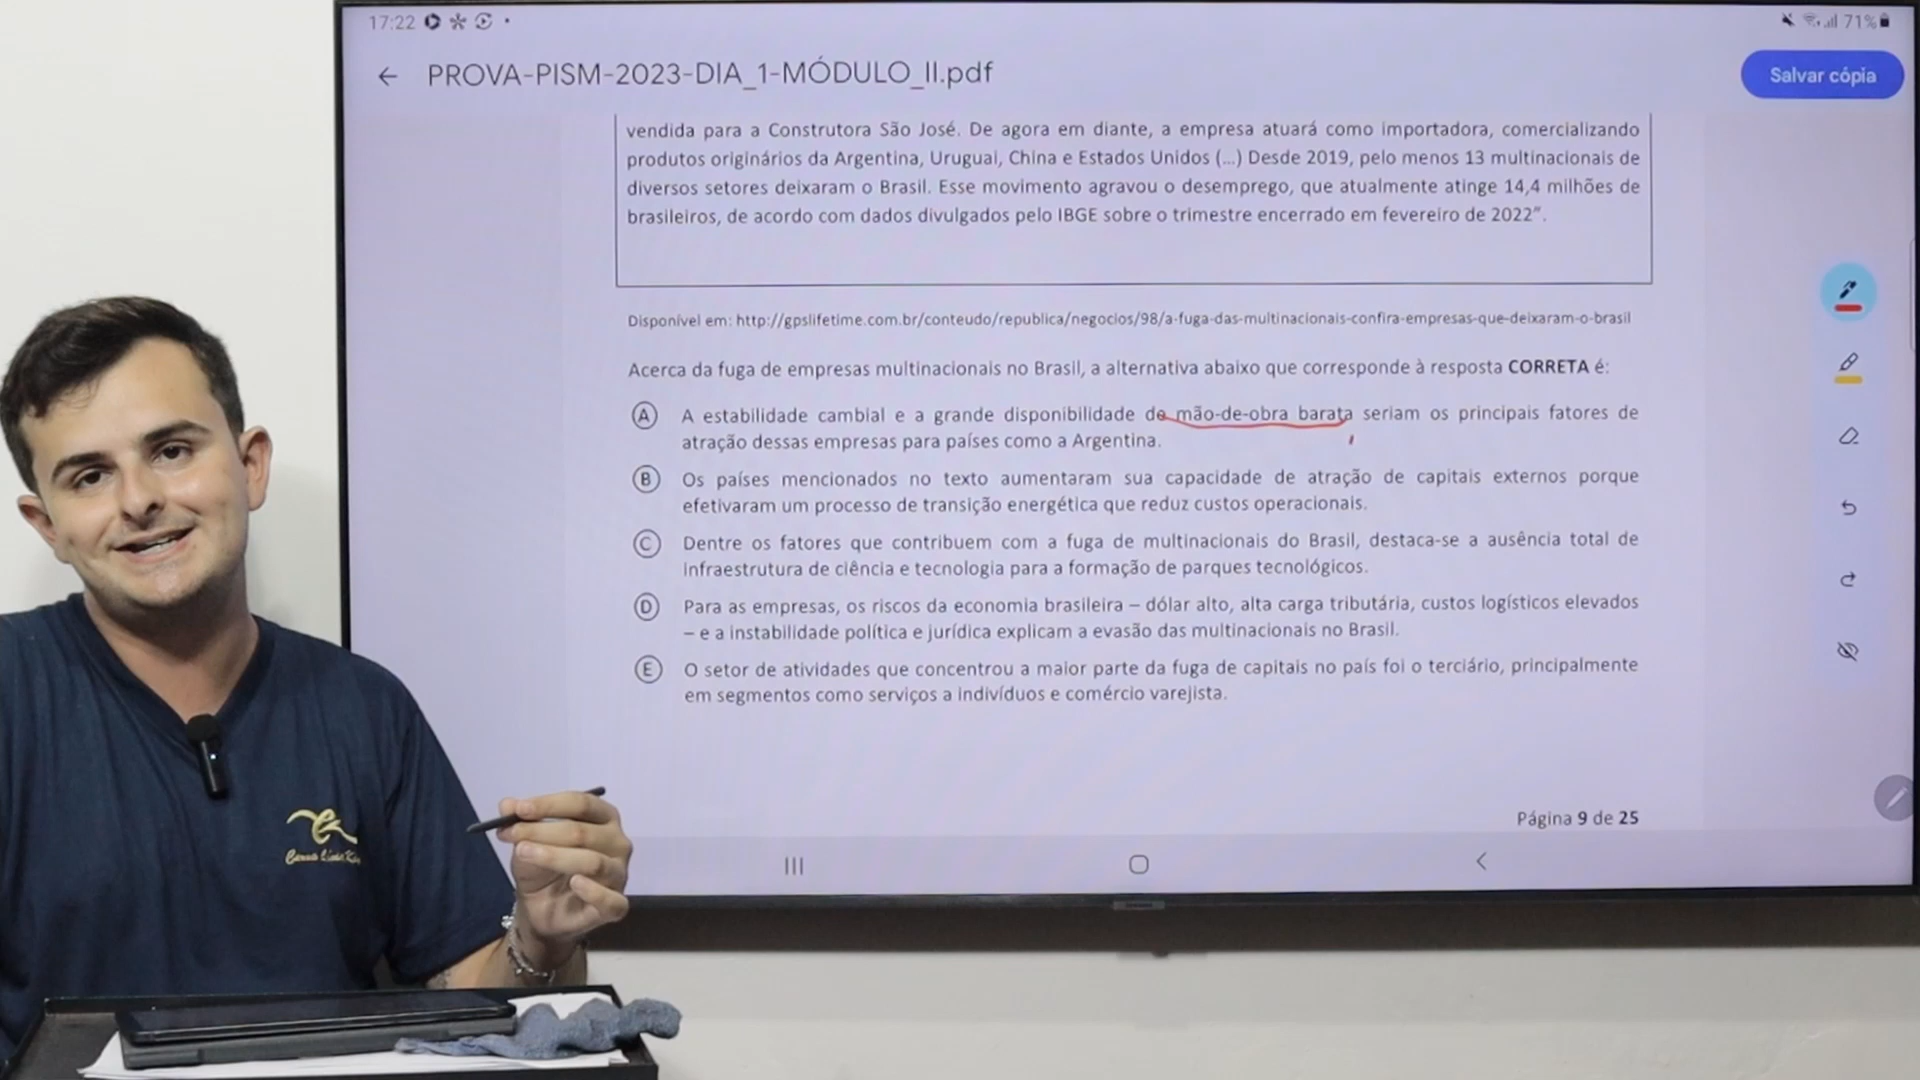 17:22
71%
PROVA-PISM-2023-DIA_1-MÓDULO_II.pdf
Salvar cópia
vendida para a Construtora São José. De agora em diante, a empresa atuará como importadora, comercializando
produtos originários da Argentina, Uruguai, China e Estados Unidos (...) Desde 2019, pelo menos 13 multinacionais de
diversos setores deixaram o Brasil. Esse movimento agravou o desemprego, que atualmente atinge 14,4 milhões de
brasileiros, de acordo com dados divulgados pelo IBGE sobre o trimestre encerrado em fevereiro de 2022”.
Disponível em: http://gpslifetime.com.br/conteudo/republica/negocios/98/a-fuga-das-multinacionais-confira-empresas-que-deixaram-o-brasil
Acerca da fuga de empresas multinacionais no Brasil, a alternativa abaixo que corresponde à resposta CORRETA é:
A A estabilidade cambial e a grande disponibilidade de mão-de-obra barata seriam os principais fatores de
atração dessas empresas para países como a Argentina.
B Os países mencionados no texto aumentaram sua capacidade de atração de capitais externos porque
efetivaram um processo de transição energética que reduz custos operacionais.
C Dentre os fatores que contribuem com a fuga de multinacionais do Brasil, destaca-se a ausência total de
infraestrutura de ciência e tecnologia para a formação de parques tecnológicos.
D Para as empresas, os riscos da economia brasileira – dólar alto, alta carga tributária, custos logísticos elevados
– e a instabilidade política e jurídica explicam a evasão das multinacionais no Brasil.
E O setor de atividades que concentrou a maior parte da fuga de capitais no país foi o terciário, principalmente
em segmentos como serviços a indivíduos e comércio varejista.
Página 9 de 25